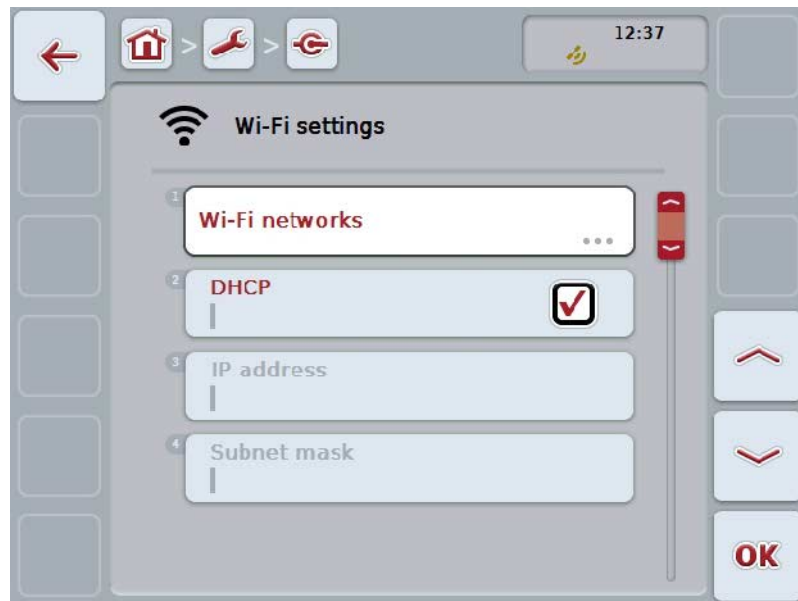 12:37
Wi-Fi settings
1
Wi-Fi networks
...
2
DHCP
3
IP address
4
Subnet mask
OK